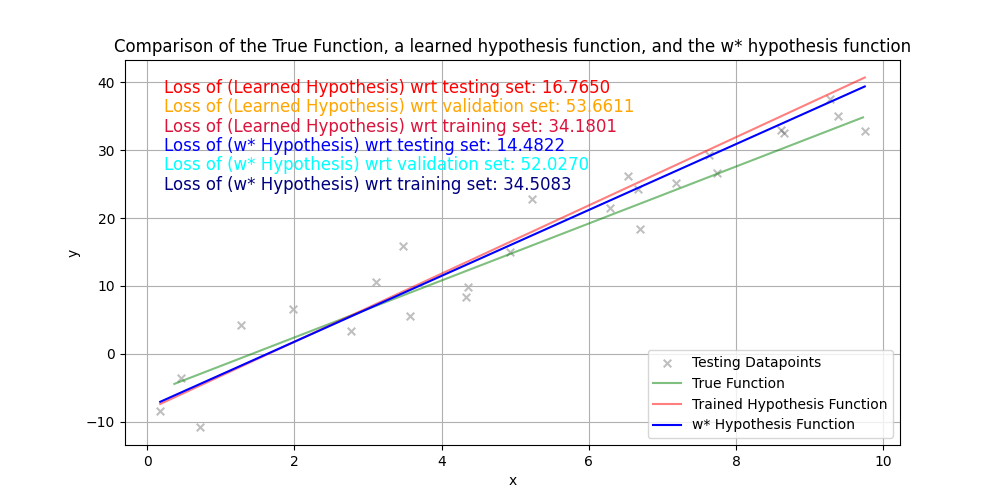 Comparison of the True Function, a learned hypothesis function, and the w* hypothesis function
Loss of (Learned Hypothesis) wrt testing set: 16.7650
Loss of (Learned Hypothesis) wrt validation set: 53.6611
Loss of (Learned Hypothesis) wrt training set: 34.1801
Loss of (w* Hypothesis) wrt testing set: 14.4822
Loss of (w* Hypothesis) wrt validation set: 52.0270
Loss of (w* Hypothesis) wrt training set: 34.5083
40
30
20
10
0
−10
y
Testing Datapoints
True Function
Trained Hypothesis Function
w* Hypothesis Function
0 2 4 6 8 10
x